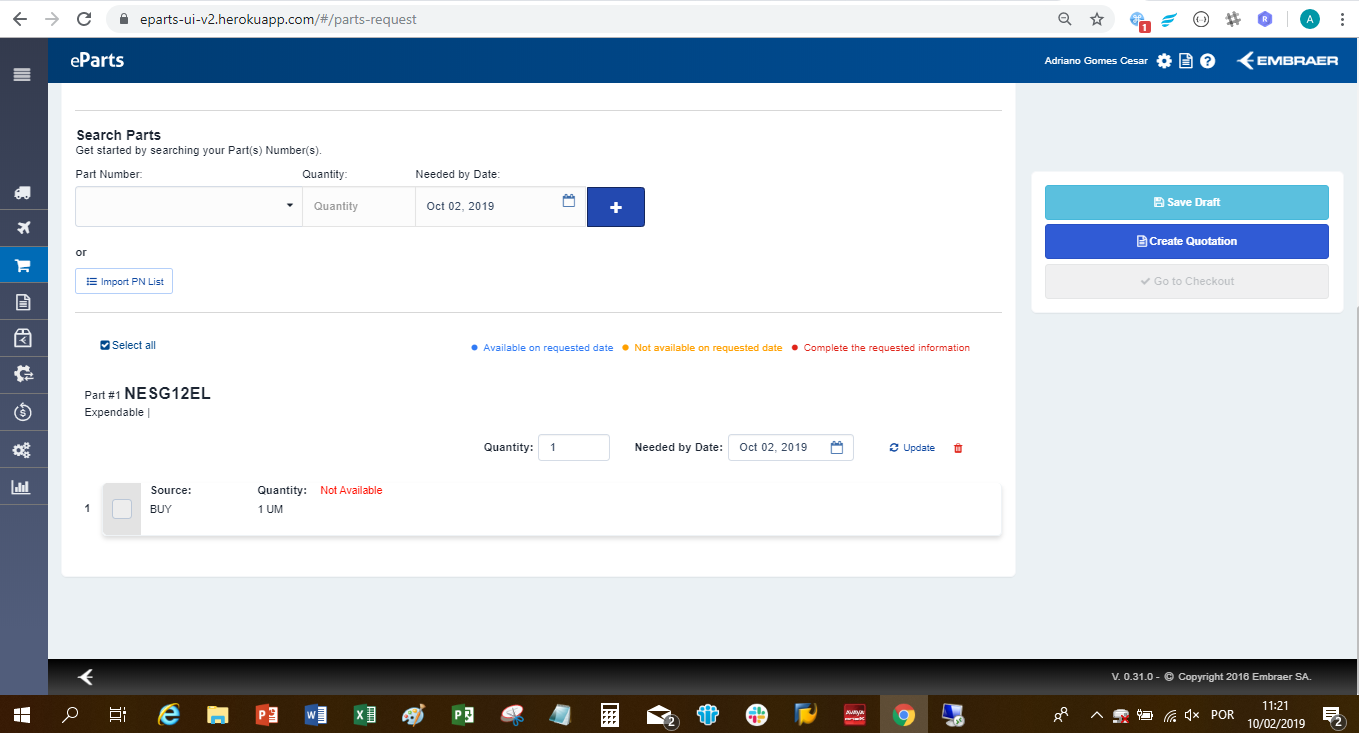 eparts-ui-v2.herokuapp.com/#/parts-request
1
R
A
eParts
Adriano Gomes Cesar
EMBRAER
Search Parts
Get started by searching your Part(s) Number(s).
Part Number:
Quantity:
Needed by Date:
Quantity
Oct 02, 2019
+
or
Import PN List
Save Draft
Create Quotation
Go to Checkout
Select all
Available on requested date
Not available on requested date
Complete the requested information
Part #1 NESG12EL
Expendable |
Quantity:
1
Needed by Date:
Oct 02, 2019
Update
1
Source:
BUY
Quantity:
Not Available
1 UM
V. 0.31.0 - © Copyright 2016 Embraer SA.
2
AVAYA
POR
11:21
10/02/2019
2